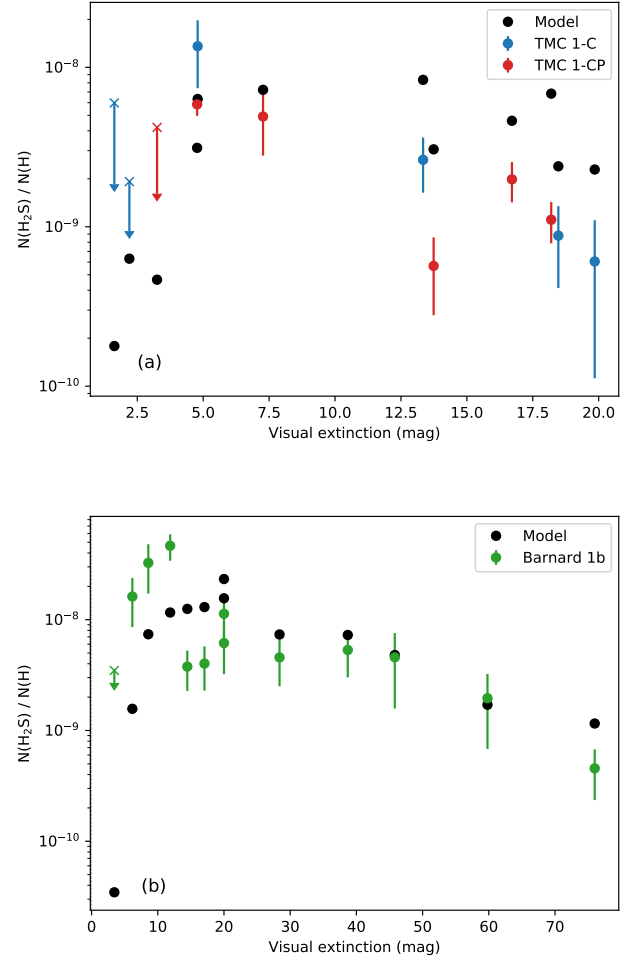 Model
TMC 1-C
TMC 1-CP
10⁻⁸
10⁻⁹
10⁻¹⁰
N(H₂S) / N(H)
(a)
2.5 5.0 7.5 10.0 12.5 15.0 17.5 20.0
Visual extinction (mag)
Model
Barnard 1b
10⁻⁸
10⁻⁹
10⁻¹⁰
N(H₂S) / N(H)
(b)
0 10 20 30 40 50 60 70
Visual extinction (mag)